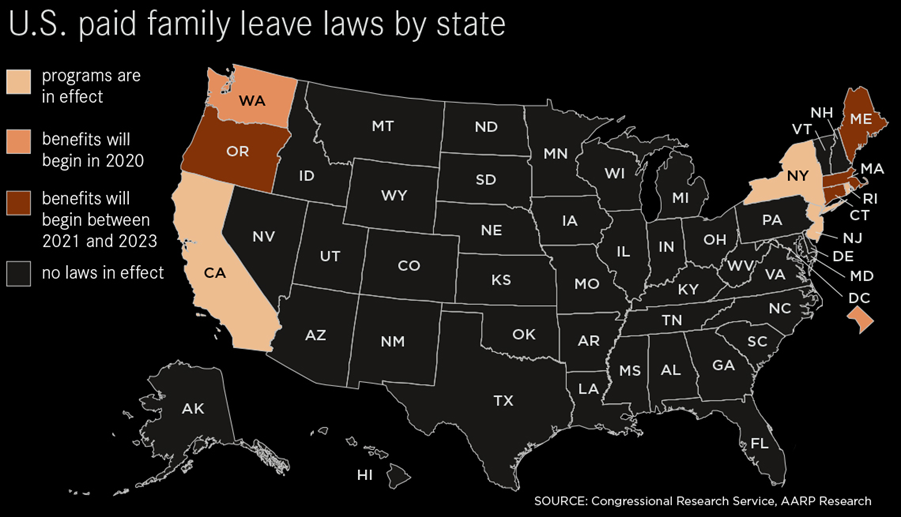 U.S. paid family leave laws by state
programs are
in effect
benefits will
begin in 2020
benefits will
begin between
2021 and 2023
no laws in effect
WA
OR
CA
ID
NV
MT
WY
UT
AZ
CO
NM
ND
SD
NE
KS
OK
TX
MN
IA
MO
AR
LA
WI
IL
MI
IN
OH
KY
TN
MS
AL
GA
FL
SC
NC
VA
WV
PA
NY
VT
NH
ME
MA
RI
CT
NJ
DE
MD
DC
AK
HI
SOURCE: Congressional Research Service, AARP Research